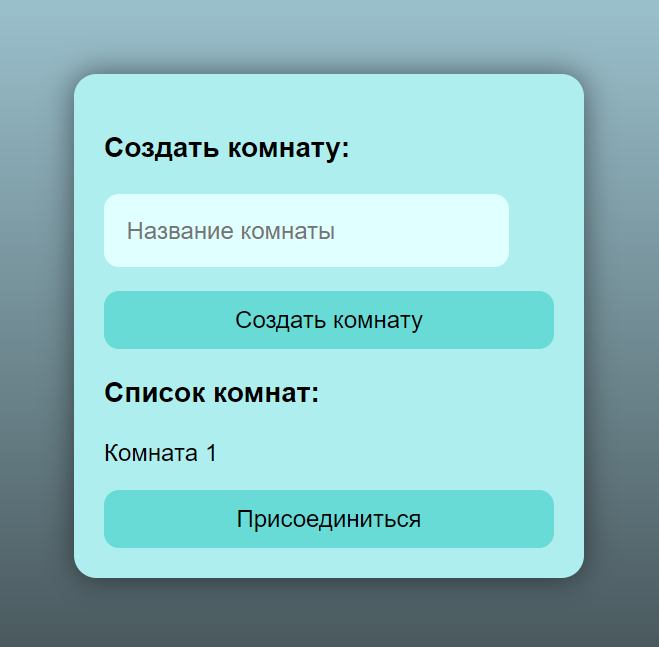 Создать комнату:
Название комнаты
Создать комнату
Список комнат:
Комната 1
Присоединиться